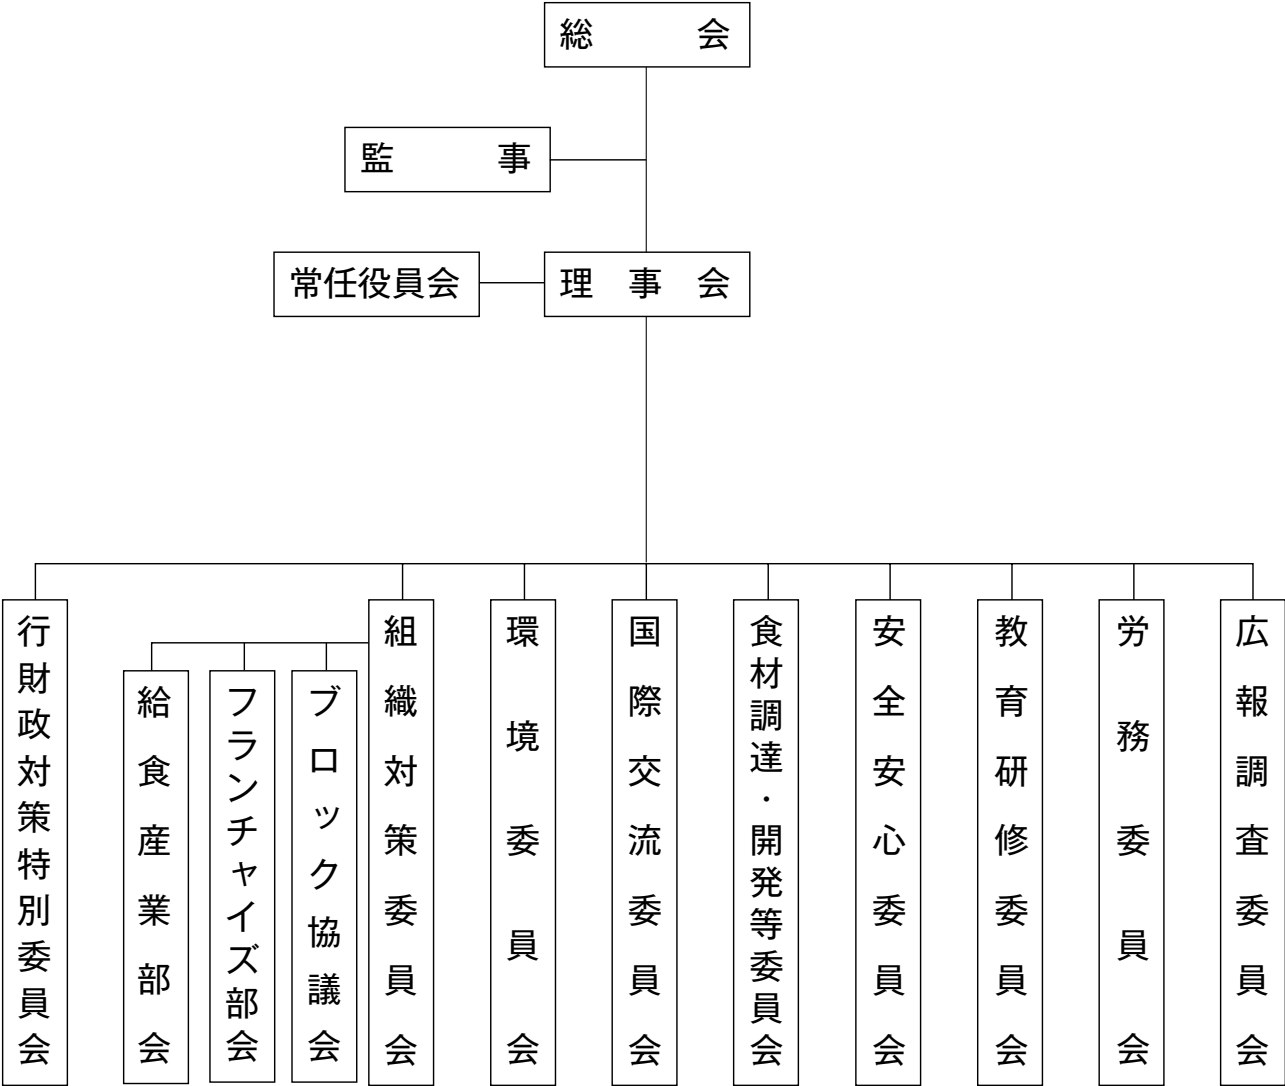 総会
監事
常任役員会
理事会
広報調査委員会
労務委員会
教育研修委員会
安全安心委員会
食材調達・開発等委員会
国際交流委員会
環境委員会
組織対策委員会
ブロック協議会
フランチャイズ部会
給食産業部会
行財政対策特別委員会